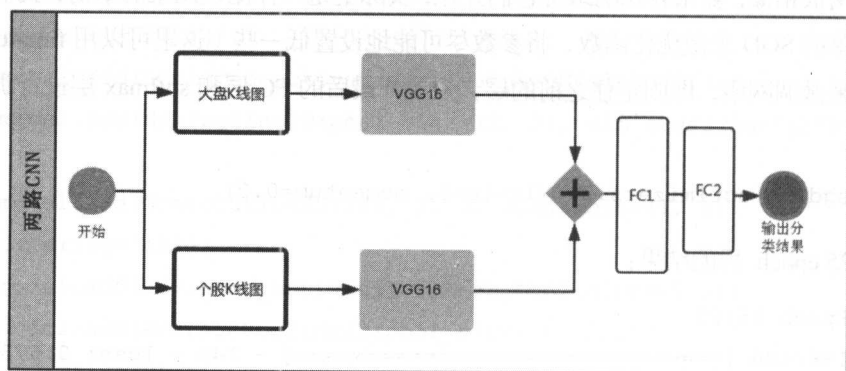 两路CNN
开始
大盘K线图
VGG16
个股K线图
VGG16
FC1
FC2
输出分
类结果